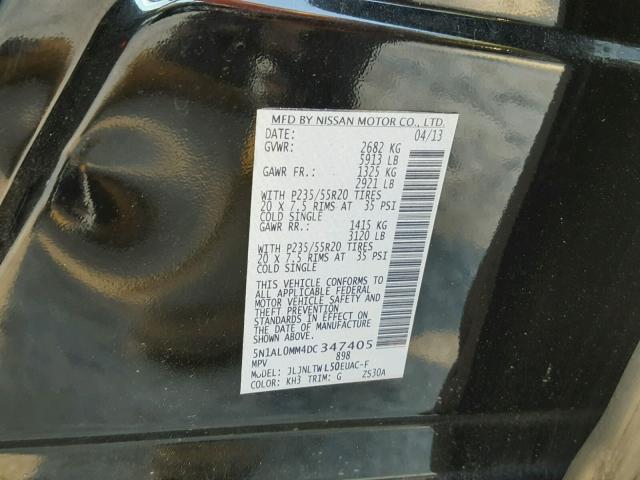 MFD BY NISSAN MOTOR CO., LTD.
DATE: 04/13
GVWR: 2682 KG
5913 LB
GAWR FR.: 1325 KG
2921 LB
WITH P235/55R20 TIRES
20 X 7.5 RIMS AT 35 PSI
COLD SINGLE
GAWR RR.: 1415 KG
3120 LB
WITH P235/55R20 TIRES
20 X 7.5 RIMS AT 35 PSI
COLD SINGLE
THIS VEHICLE CONFORMS TO
ALL APPLICABLE FEDERAL
MOTOR VEHICLE SAFETY AND
THEFT PREVENTION
STANDARDS IN EFFECT ON
THE DATE OF MANUFACTURE
SHOWN ABOVE.
5N1AL0MM4DC347405
MPV 898
MODEL: JLJNLTWL50EUAC-F
COLOR: KH3 TRIM: G ZS30A